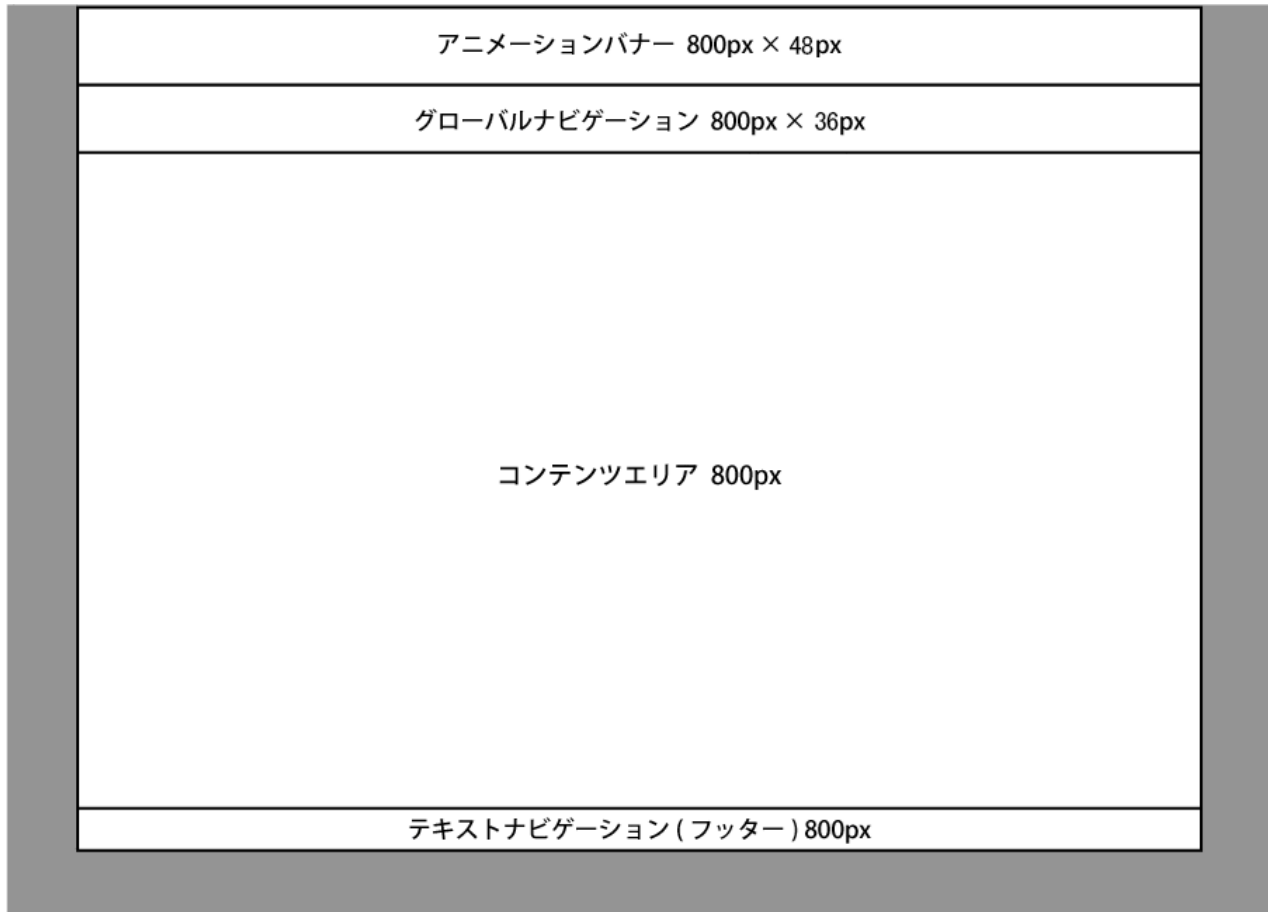 アニメーションバナー 800px × 48px
グローバルナビゲーション 800px × 36px
コンテンツエリア 800px
テキストナビゲーション ( フッター ) 800px